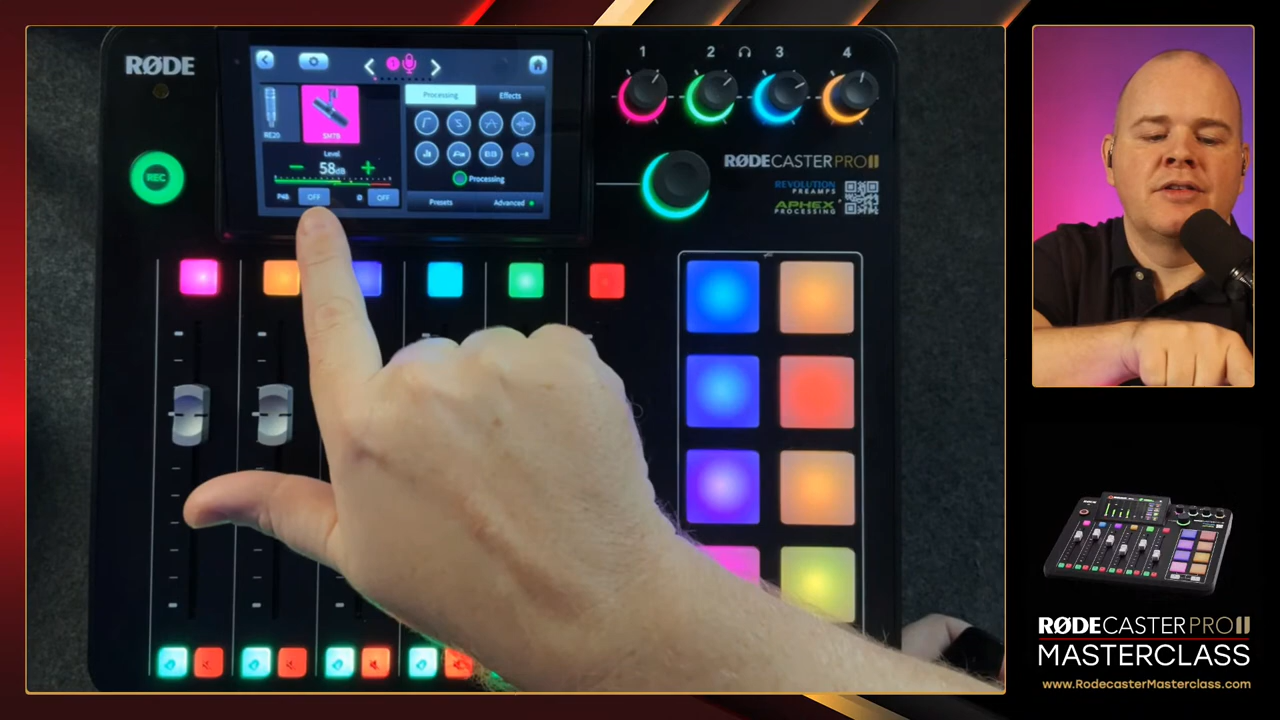 RØDE
Processing
Effects
RE20
SM7B
Level
58dB
Processing
P48
OFF
Ø
OFF
Presets
Advanced
REC
1
2
3
4
RØDECASTER PRO II
REVOLUTION
PREAMPS
APHEX
PROCESSING
RØDECASTER PRO II
MASTERCLASS
www.RodecasterMasterclass.com